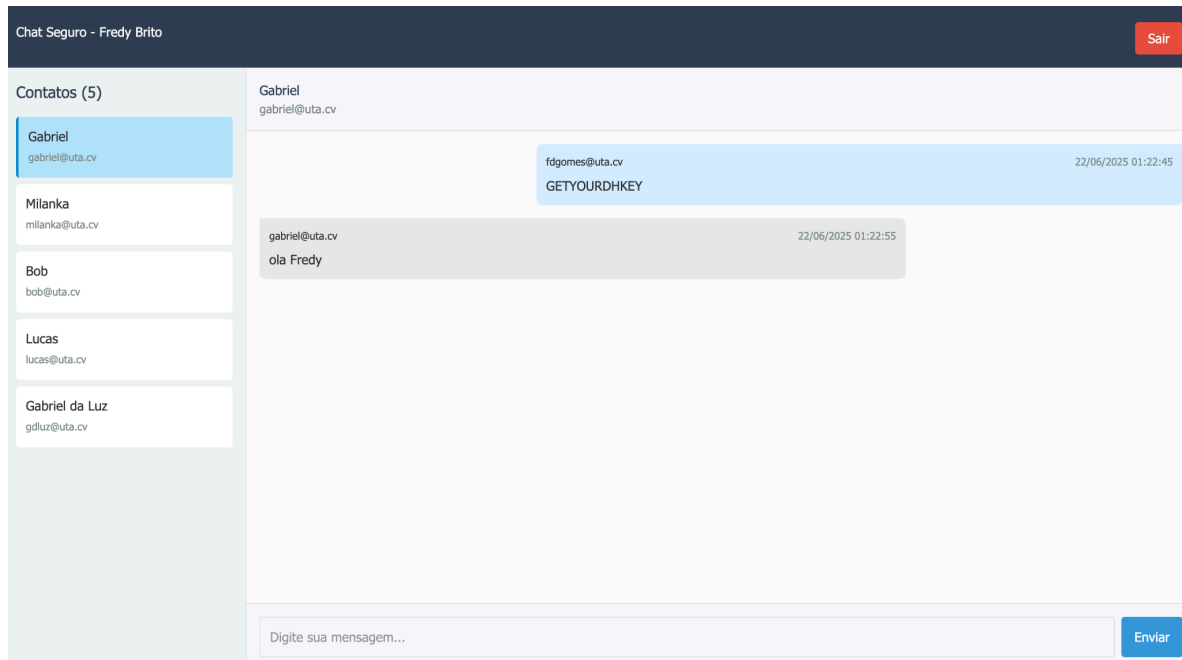 Chat Seguro - Fredy Brito
Sair
Contatos (5)
Gabriel
gabriel@uta.cv
Milanka
milanka@uta.cv
Bob
bob@uta.cv
Lucas
lucas@uta.cv
Gabriel da Luz
gdluz@uta.cv
Gabriel
gabriel@uta.cv
fdgomes@uta.cv 22/06/2025 01:22:45
GETYOURDHKEY
gabriel@uta.cv 22/06/2025 01:22:55
ola Fredy
Digite sua mensagem...
Enviar